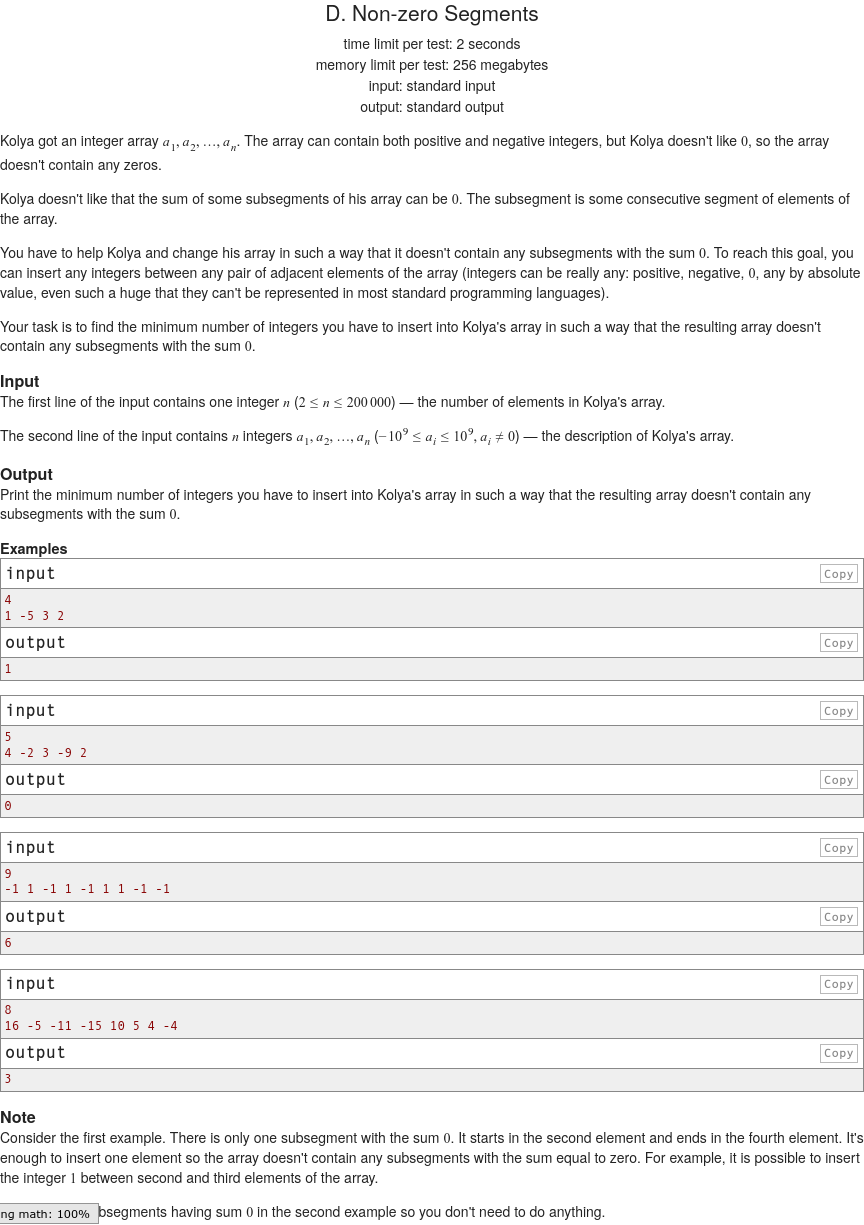 D. Non-zero Segments
time limit per test: 2 seconds
memory limit per test: 256 megabytes
input: standard input
output: standard output
Kolya got an integer array a1, a2, …, an. The array can contain both positive and negative integers, but Kolya doesn't like 0, so the array
doesn't contain any zeros.
Kolya doesn't like that the sum of some subsegments of his array can be 0. The subsegment is some consecutive segment of elements of
the array.
You have to help Kolya and change his array in such a way that it doesn't contain any subsegments with the sum 0. To reach this goal, you
can insert any integers between any pair of adjacent elements of the array (integers can be really any: positive, negative, 0, any by absolute
value, even such a huge that they can't be represented in most standard programming languages).
Your task is to find the minimum number of integers you have to insert into Kolya's array in such a way that the resulting array doesn't
contain any subsegments with the sum 0.
Input
The first line of the input contains one integer n (2 ≤ n ≤ 200 000) — the number of elements in Kolya's array.
The second line of the input contains n integers a1, a2, …, an (−10^9 ≤ ai ≤ 10^9, ai ≠ 0) — the description of Kolya's array.
Output
Print the minimum number of integers you have to insert into Kolya's array in such a way that the resulting array doesn't contain any
subsegments with the sum 0.
Examples
input Copy
4
1 -5 3 2
output Copy
1
input Copy
5
4 -2 3 -9 2
output Copy
0
input Copy
9
-1 1 -1 1 -1 1 1 -1 -1
output Copy
6
input Copy
8
16 -5 -11 -15 10 5 4 -4
output Copy
3
Note
Consider the first example. There is only one subsegment with the sum 0. It starts in the second element and ends in the fourth element. It's
enough to insert one element so the array doesn't contain any subsegments with the sum equal to zero. For example, it is possible to insert
the integer 1 between second and third elements of the array.
ng math: 100% bsegments having sum 0 in the second example so you don't need to do anything.